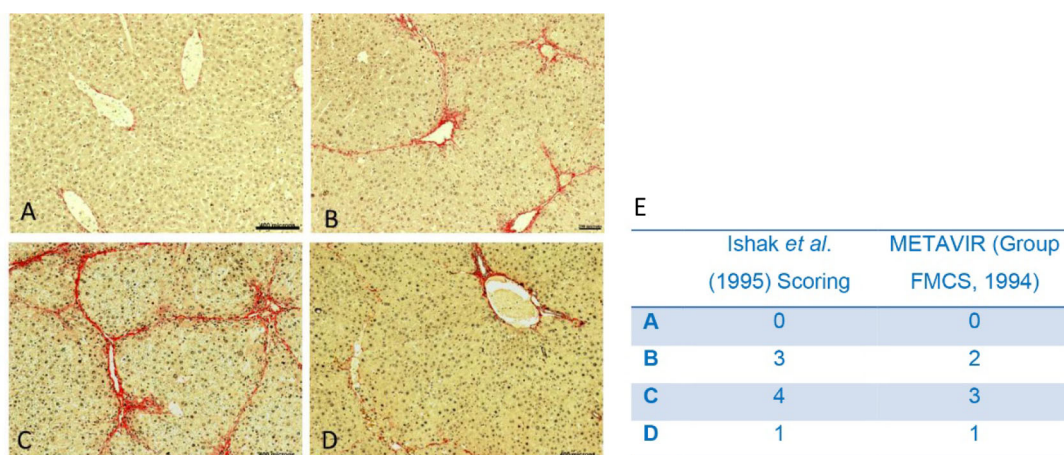 A
B
C
D
E
Ishak et al. METAVIR (Group
(1995) Scoring FMCS, 1994)
A 0 0
B 3 2
C 4 3
D 1 1